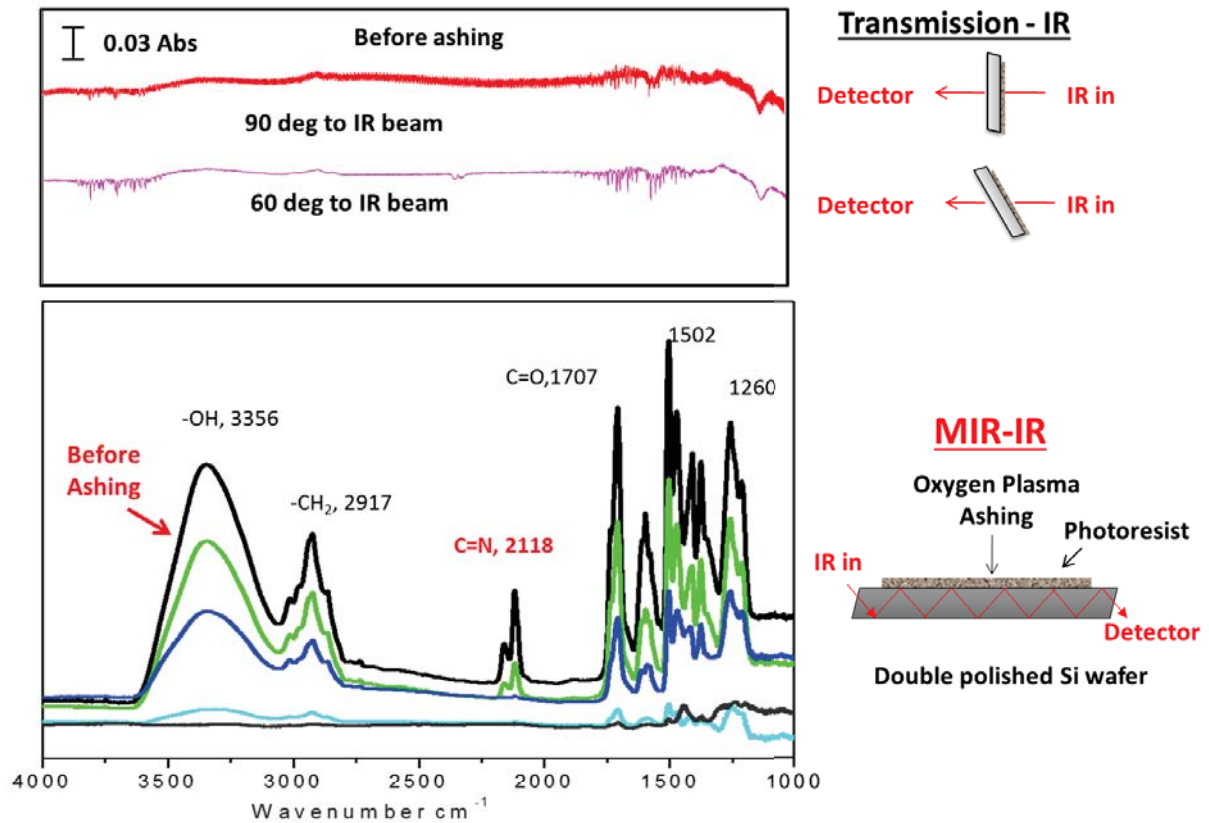 0.03 Abs
Before ashing
90 deg to IR beam
60 deg to IR beam
Transmission - IR
Detector
IR in
Detector
IR in
-OH, 3356
Before
Ashing
-CH₂, 2917
C=N, 2118
C=O,1707
1502
1260
4000 3500 3000 2500 2000 1500 1000
Wavenumber cm⁻¹
MIR-IR
Oxygen Plasma
Ashing
Photoresist
IR in
Detector
Double polished Si wafer